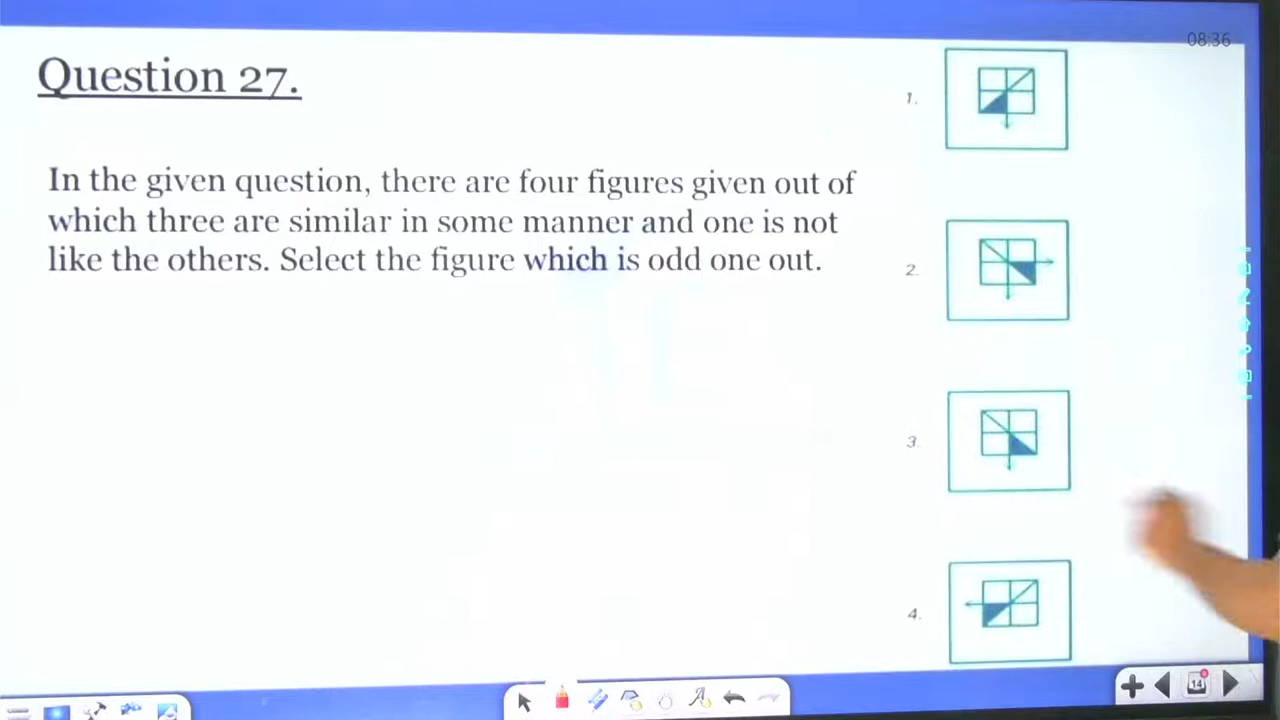 08:36
Question 27.
In the given question, there are four figures given out of
which three are similar in some manner and one is not
like the others. Select the figure which is odd one out.
1.
2.
3.
4.
14